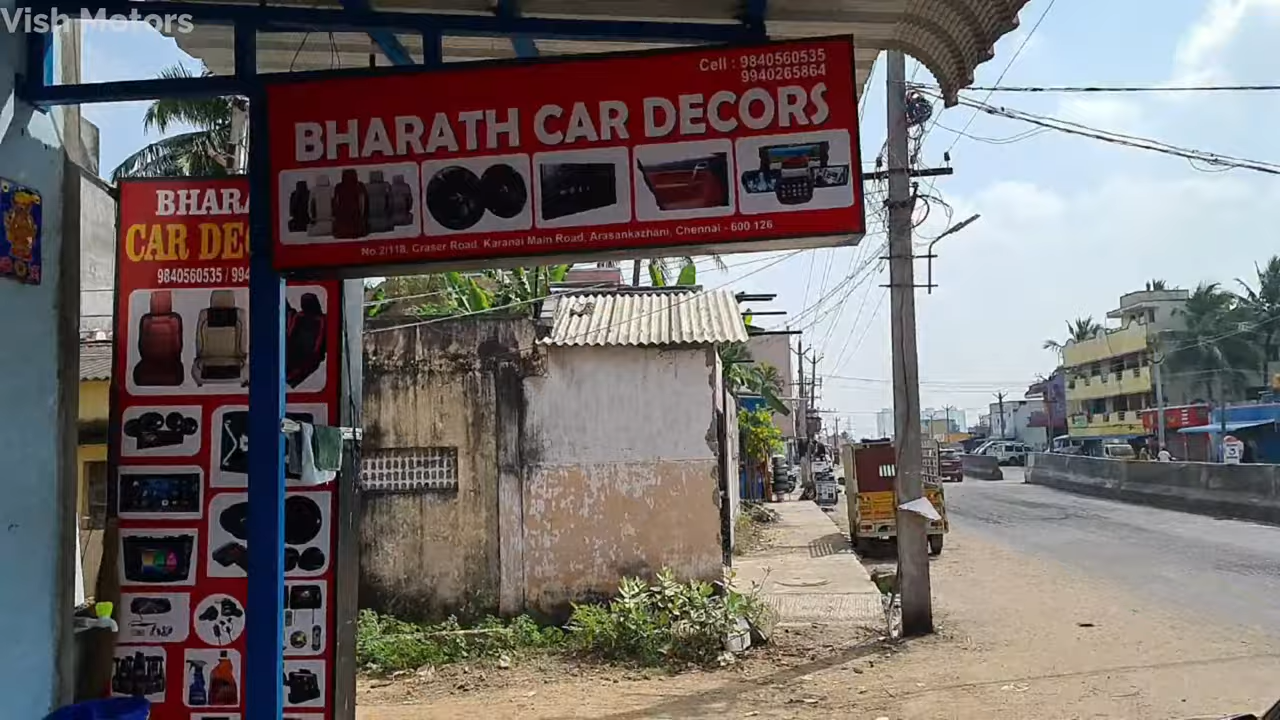 Vish Motors
Cell : 9840560535
9940265864
BHARATH CAR DECORS
No.2/118, Graser Road, Karanai Main Road, Arasankazhani, Chennai - 600 126
BHARA
CAR DEC
9840560535 / 994